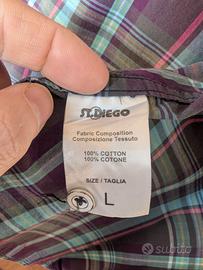 ST.DIEGO
Fabric Composition
Composizione Tessuto
100% COTTON
100% COTONE
SIZE / TAGLIA
L
subito